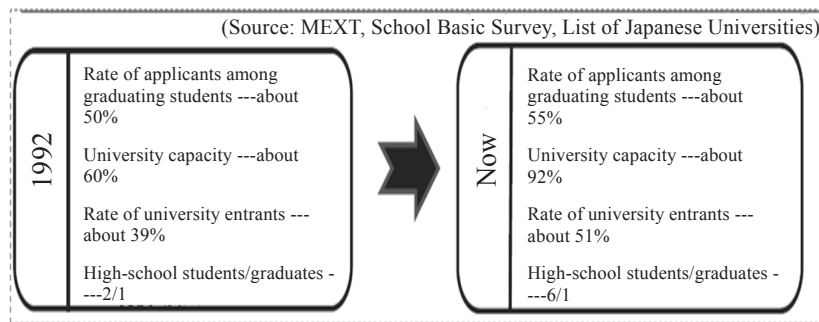 (Source: MEXT, School Basic Survey, List of Japanese Universities)
1992
Rate of applicants among
graduating students ---about
50%
University capacity ---about
60%
Rate of university entrants ---
about 39%
High-school students/graduates -
---2/1
Now
Rate of applicants among
graduating students ---about
55%
University capacity ---about
92%
Rate of university entrants ---
about 51%
High-school students/graduates -
---6/1